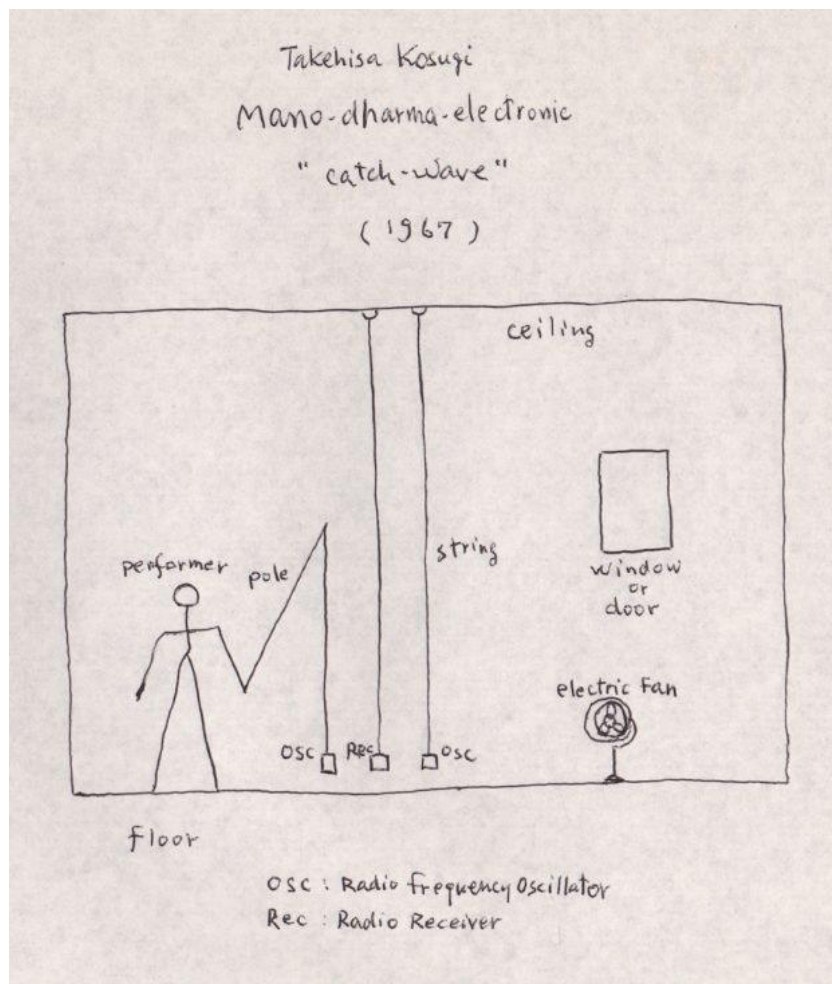 Takehisa Kosugi
Mano-dharma-electronic
" catch-wave"
( 1967 )
ceiling
string
performer
pole
window
or
door
electric Fan
OSC
Rec
OSC
floor
OSC : Radio frequency Oscillator
Rec : Radio Receiver